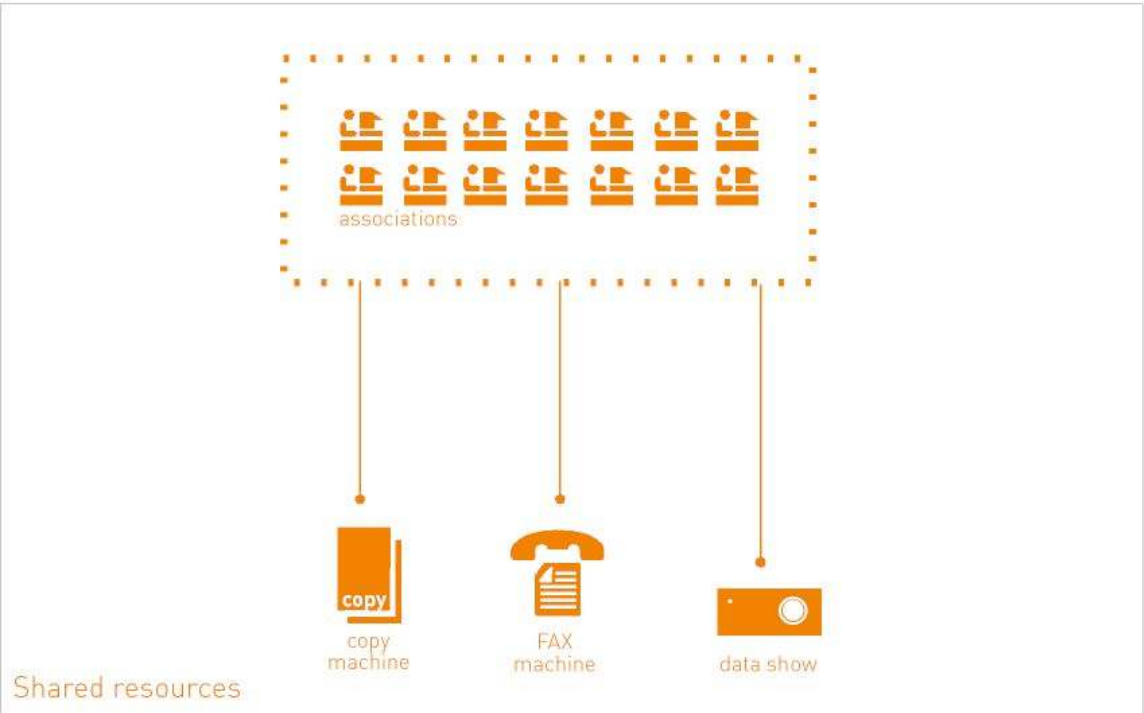 associations
copy
copy
machine
FAX
machine
data show
Shared resources